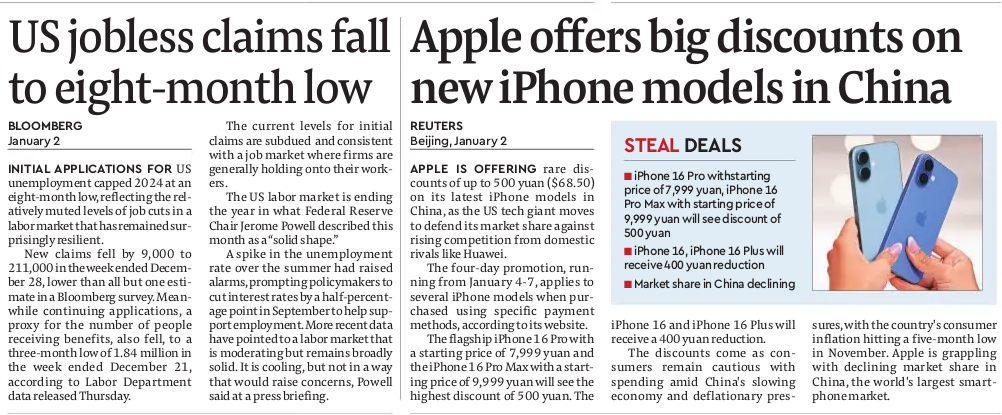 US jobless claims fall
to eight-month low
BLOOMBERG
January 2
INITIAL APPLICATIONS FOR US
unemployment capped 2024 at an
eight-month low, reflecting the rel-
atively muted levels of job cuts in a
labor market that has remained sur-
prisingly resilient.
New claims fell by 9,000 to
211,000 in the week ended Decem-
ber 28, lower than all but one esti-
mate in a Bloomberg survey. Mean-
while continuing applications, a
proxy for the number of people
receiving benefits, also fell, to a
three-month low of 1.84 million in
the week ended December 21,
according to Labor Department
data released Thursday.
The current levels for initial
claims are subdued and consistent
with a job market where firms are
generally holding onto their work-
ers.
The US labor market is ending
the year in what Federal Reserve
Chair Jerome Powell described this
month as a “solid shape.”
A spike in the unemployment
rate over the summer had raised
alarms, prompting policymakers to
cut interest rates by a half-percent-
age point in September to help sup-
port employment. More recent data
have pointed to a labor market that
is moderating but remains broadly
solid. It is cooling, but not in a way
that would raise concerns, Powell
said at a press briefing.
Apple offers big discounts on
new iPhone models in China
REUTERS
Beijing, January 2
APPLE IS OFFERING rare dis-
counts of up to 500 yuan ($68.50)
on its latest iPhone models in
China, as the US tech giant moves
to defend its market share against
rising competition from domestic
rivals like Huawei.
The four-day promotion, run-
ning from January 4-7, applies to
several iPhone models when pur-
chased using specific payment
methods, according to its website.
The flagship iPhone 16 Pro with
a starting price of 7,999 yuan and
the iPhone 16 Pro Max with a start-
ing price of 9,999 yuan will see the
highest discount of 500 yuan. The
STEAL DEALS
iPhone 16 Pro withstarting
price of 7,999 yuan, iPhone 16
Pro Max with starting price of
9,999 yuan will see discount of
500 yuan
iPhone 16, iPhone 16 Plus will
receive 400 yuan reduction
Market share in China declining
iPhone 16 and iPhone 16 Plus will
receive a 400 yuan reduction.
The discounts come as con-
sumers remain cautious with
spending amid China's slowing
economy and deflationary pres-
sures, with the country's consumer
inflation hitting a five-month low
in November. Apple is grappling
with declining market share in
China, the world's largest smart-
phone market.